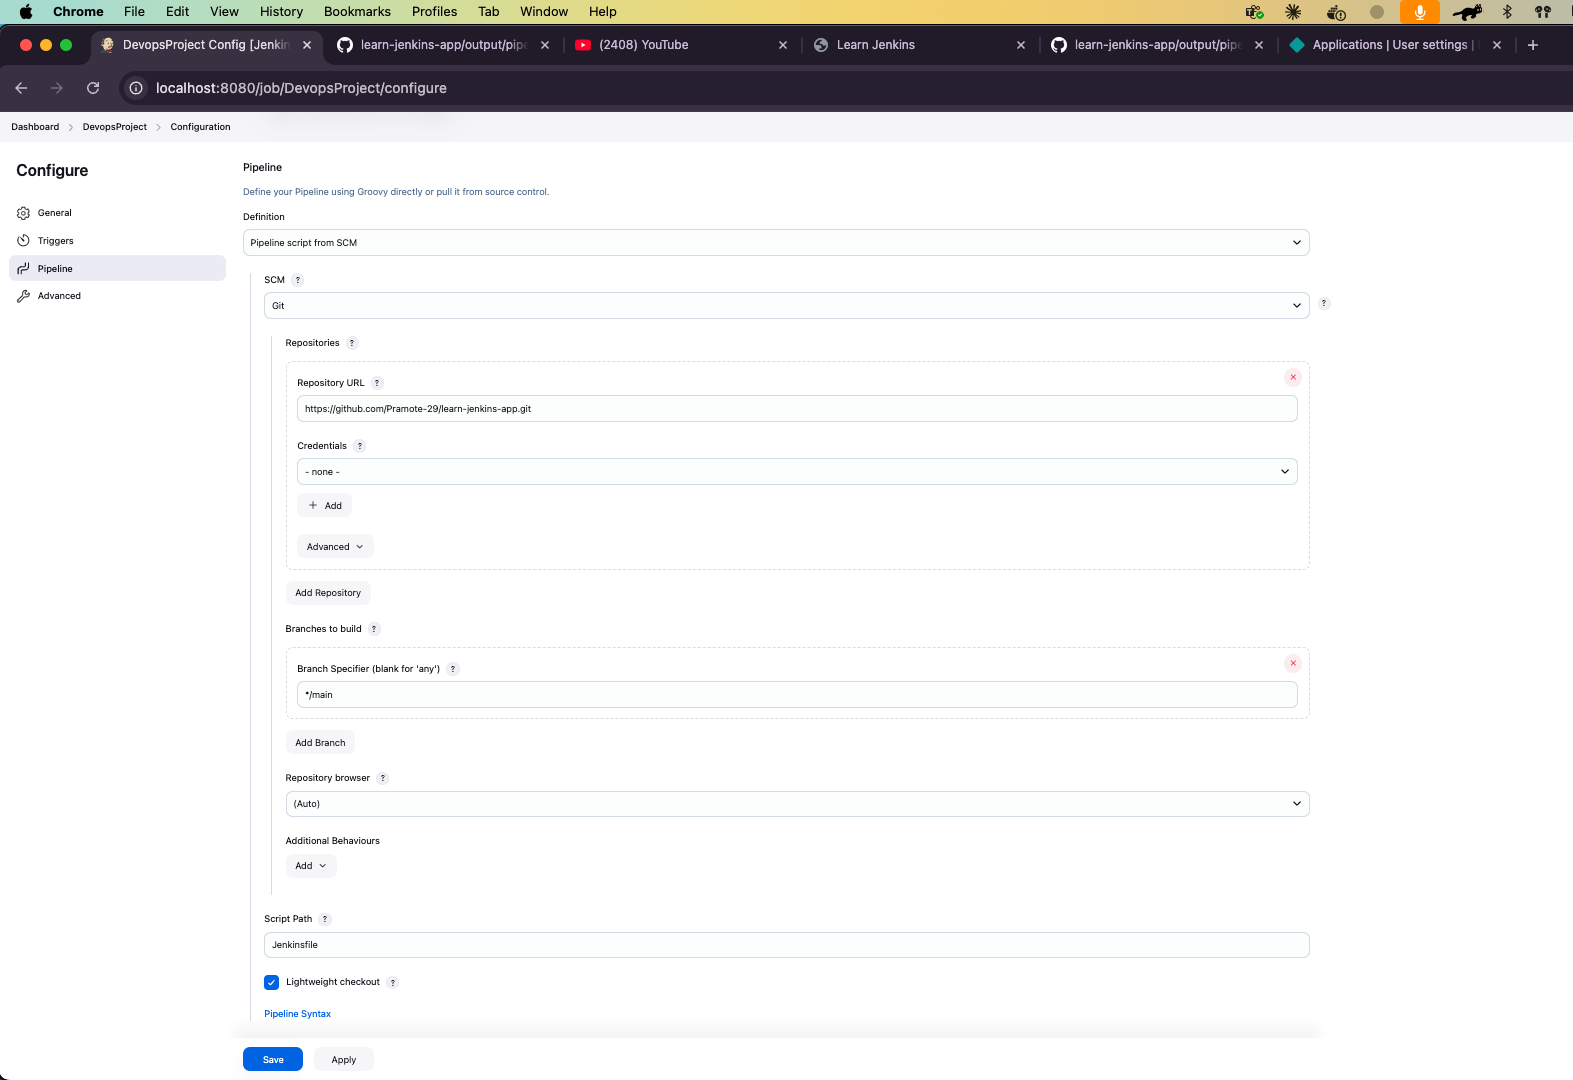 Chrome File Edit View History Bookmarks Profiles Tab Window Help
DevopsProject Config [Jenkin
learn-jenkins-app/output/pipe
(2408) YouTube
Learn Jenkins
learn-jenkins-app/output/pipe
Applications | User settings |
localhost:8080/job/DevopsProject/configure
Dashboard > DevopsProject > Configuration
Configure
General
Triggers
Pipeline
Advanced
Pipeline
Define your Pipeline using Groovy directly or pull it from source control.
Definition
Pipeline script from SCM
SCM ?
Git
?
Repositories ?
Repository URL ?
https://github.com/Pramote-29/learn-jenkins-app.git
Credentials ?
- none -
+ Add
Advanced
Add Repository
Branches to build ?
Branch Specifier (blank for 'any') ?
*/main
Add Branch
Repository browser ?
(Auto)
Additional Behaviours
Add
Script Path ?
Jenkinsfile
Lightweight checkout ?
Pipeline Syntax
Save
Apply